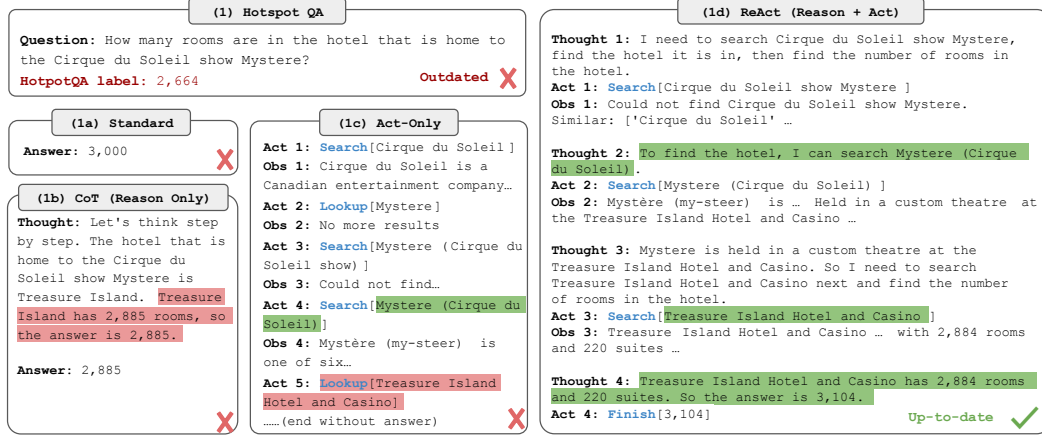 (1) Hotspot QA
Question: How many rooms are in the hotel that is home to
the Cirque du Soleil show Mystere?
HotpotQA label: 2,664
Outdated
(1a) Standard
Answer: 3,000
(1b) CoT (Reason Only)
Thought: Let's think step
by step. The hotel that is
home to the Cirque du
Soleil show Mystere is
Treasure Island. Treasure
Island has 2,885 rooms, so
the answer is 2,885.
Answer: 2,885
(1c) Act-Only
Act 1: Search[Cirque du Soleil ]
Obs 1: Cirque du Soleil is a
Canadian entertainment company…
Act 2: Lookup[Mystere]
Obs 2: No more results
Act 3: Search[Mystere (Cirque du
Soleil show) ]
Obs 3: Could not find…
Act 4: Search[Mystere (Cirque du
Soleil)]
Obs 4: Mystère (my-steer) is
one of six…
Act 5: Lookup[Treasure Island
Hotel and Casino]
……(end without answer)
(1d) ReAct (Reason + Act)
Thought 1: I need to search Cirque du Soleil show Mystere,
find the hotel it is in, then find the number of rooms in
the hotel.
Act 1: Search[Cirque du Soleil show Mystere ]
Obs 1: Could not find Cirque du Soleil show Mystere.
Similar: ['Cirque du Soleil' …
Thought 2: To find the hotel, I can search Mystere (Cirque
du Soleil).
Act 2: Search[Mystere (Cirque du Soleil) ]
Obs 2: Mystère (my-steer) is … Held in a custom theatre at
the Treasure Island Hotel and Casino …
Thought 3: Mystere is held in a custom theatre at the
Treasure Island Hotel and Casino. So I need to search
Treasure Island Hotel and Casino next and find the number
of rooms in the hotel.
Act 3: Search[Treasure Island Hotel and Casino ]
Obs 3: Treasure Island Hotel and Casino … with 2,884 rooms
and 220 suites …
Thought 4: Treasure Island Hotel and Casino has 2,884 rooms
and 220 suites. So the answer is 3,104.
Act 4: Finish[3,104]
Up-to-date